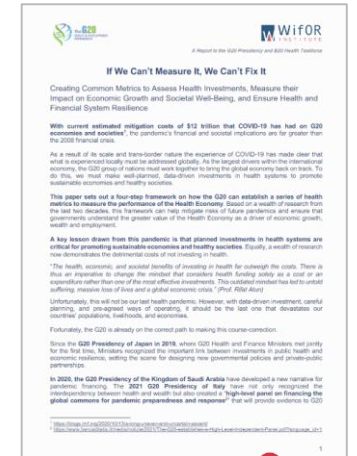 The G20
WifOR
INSTITUTE
A Report to the G20 Presidency and B20 Health Taskforce
If We Can't Measure It, We Can't Fix It
Creating Common Metrics to Assess Health Investments, Measure their
Impact on Economic Growth and Societal Well-Being, and Ensure Health and
Financial System Resilience
With current estimated mitigation costs of $12 trillion that COVID-19 has had on G20
economies and societies¹, the pandemic's financial and societal implications are far greater than
the 2008 financial crisis.
As a result of its scale and trans-border nature the experience of COVID-19 has made clear that
what is experienced locally must be addressed globally. As the largest drivers within the international
economy, the G20 group of nations must work together to bring the global economy back on track. To
do this, we must make well-planned, data-driven investments in health systems to promote
sustainable economies and healthy societies.
This paper sets out a four-step framework on how the G20 can establish a series of health
metrics to measure the performance of the Health Economy. Based on a wealth of research from
the last two decades, this framework can help mitigate risks of future pandemics and ensure that
governments understand the greater value of the Health Economy as a driver of economic growth,
wealth and employment.
A key lesson drawn from this pandemic is that planned investments in health systems are
critical for promoting sustainable economies and healthy societies. Equally, a wealth of research
now demonstrates the detrimental costs of not investing in health.
"The health, economic, and societal benefits of investing in health far outweigh the costs. There is
thus an imperative to change the mindset that considers health funding solely as a cost or an
expenditure rather than one of the most effective investments. This outdated mindset has led to untold
suffering, massive loss of lives and a global economic crisis." (Prof. Rifat Atun)
Unfortunately, this will not be our last health pandemic. However, with data-driven investment, careful
planning, and pre-agreed ways of operating, it should be the last one that devastates our
countries' populations, livelihoods, and economies.
Fortunately, the G20 is already on the correct path to making this course-correction.
Since the G20 Presidency of Japan in 2019, where G20 Health and Finance Ministers met jointly
for the first time, Ministers recognized the important link between investments in public health and
economic resilience, setting the scene for designing new governmental policies and private-public
partnerships.
In 2020, the G20 Presidency of the Kingdom of Saudi Arabia have developed a new narrative for
pandemic financing. The 2021 G20 Presidency of Italy have not only recognized the
interdependency between health and wealth but also created a "high-level panel on financing the
global commons for pandemic preparedness and response²" that will provide evidence to G20
1